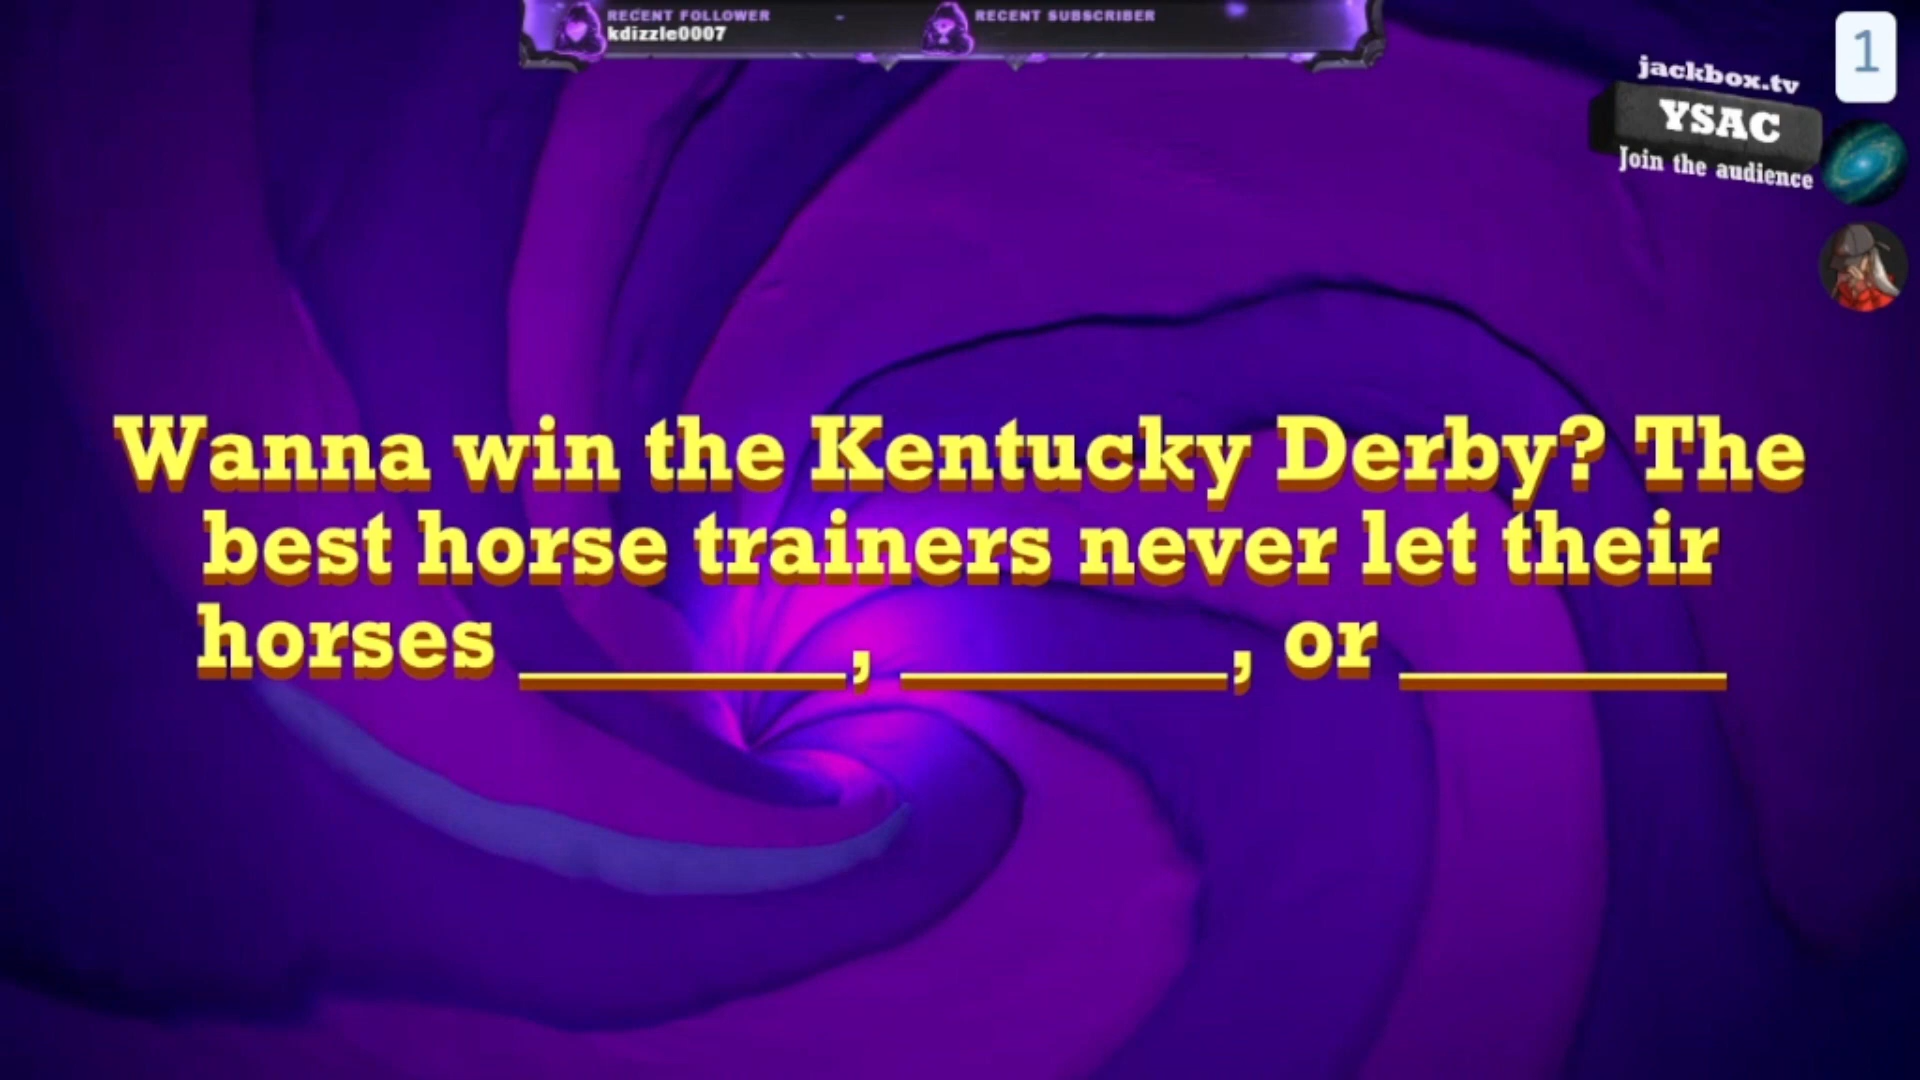 RECENT FOLLOWER
kdizzle0007
RECENT SUBSCRIBER
1
jackbox.tv
YSAC
Join the audience
Wanna win the Kentucky Derby? The
best horse trainers never let their
horses ________, ________, or ________